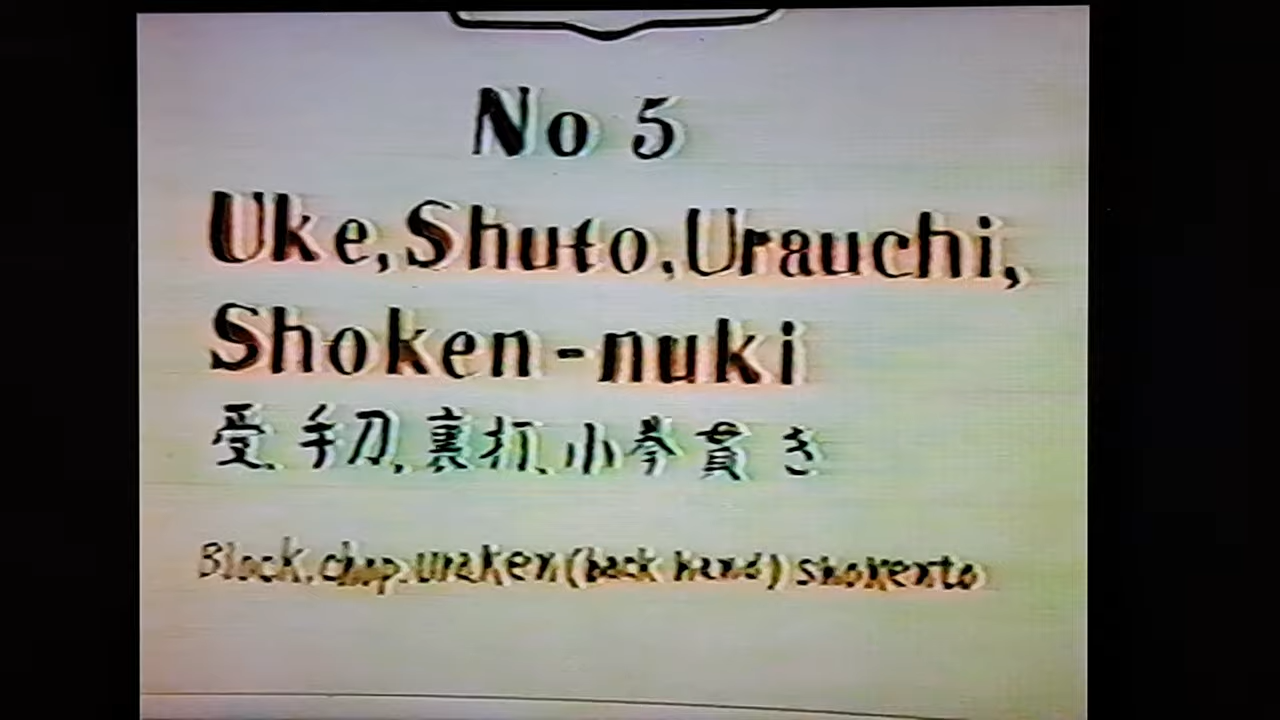 No 5
Uke, Shuto, Urauchi,
Shoken-nuki
受、手刀、裏打、小拳貫き
Block, chop, uraken (back hand) shokento